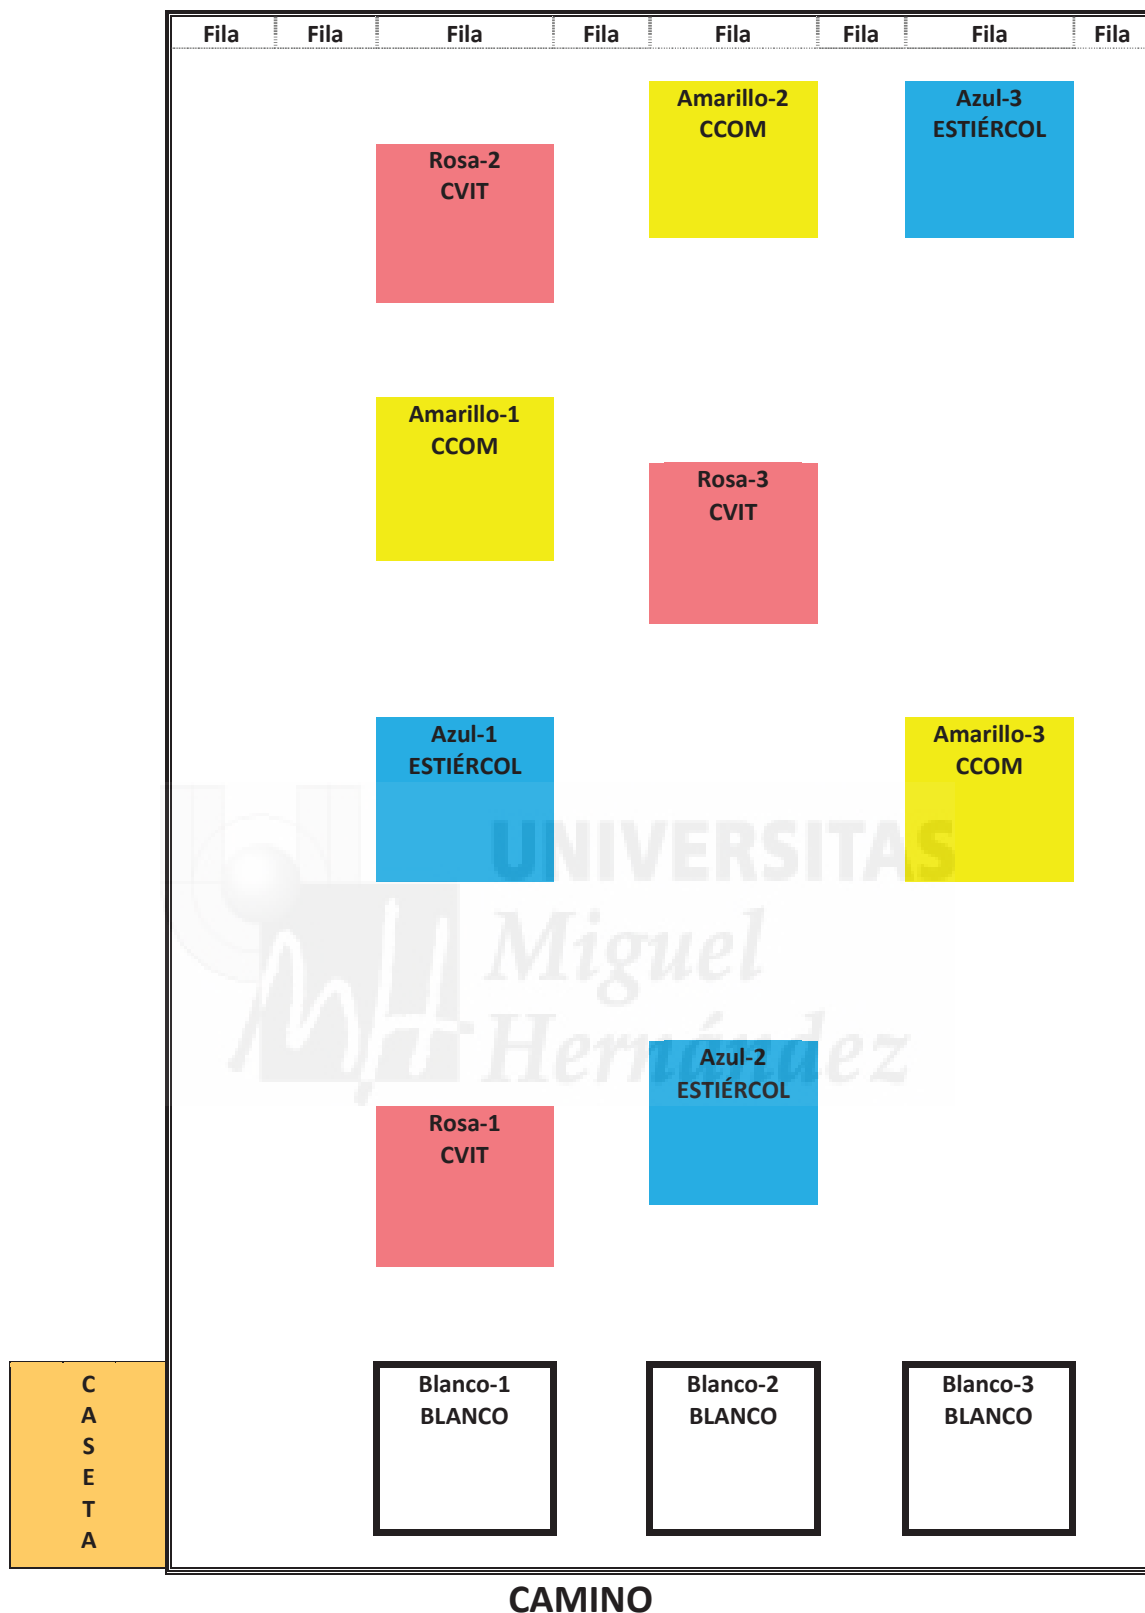 Fila Fila Fila Fila Fila Fila Fila Fila
Amarillo-2
CCOM
Azul-3
ESTIÉRCOL
Rosa-2
CVIT
Amarillo-1
CCOM
Rosa-3
CVIT
Azul-1
ESTIÉRCOL
Amarillo-3
CCOM
UNIVERSITAS
Miguel
Hernández
Azul-2
ESTIÉRCOL
Rosa-1
CVIT
C
A
S
E
T
A
Blanco-1
BLANCO
Blanco-2
BLANCO
Blanco-3
BLANCO
CAMINO